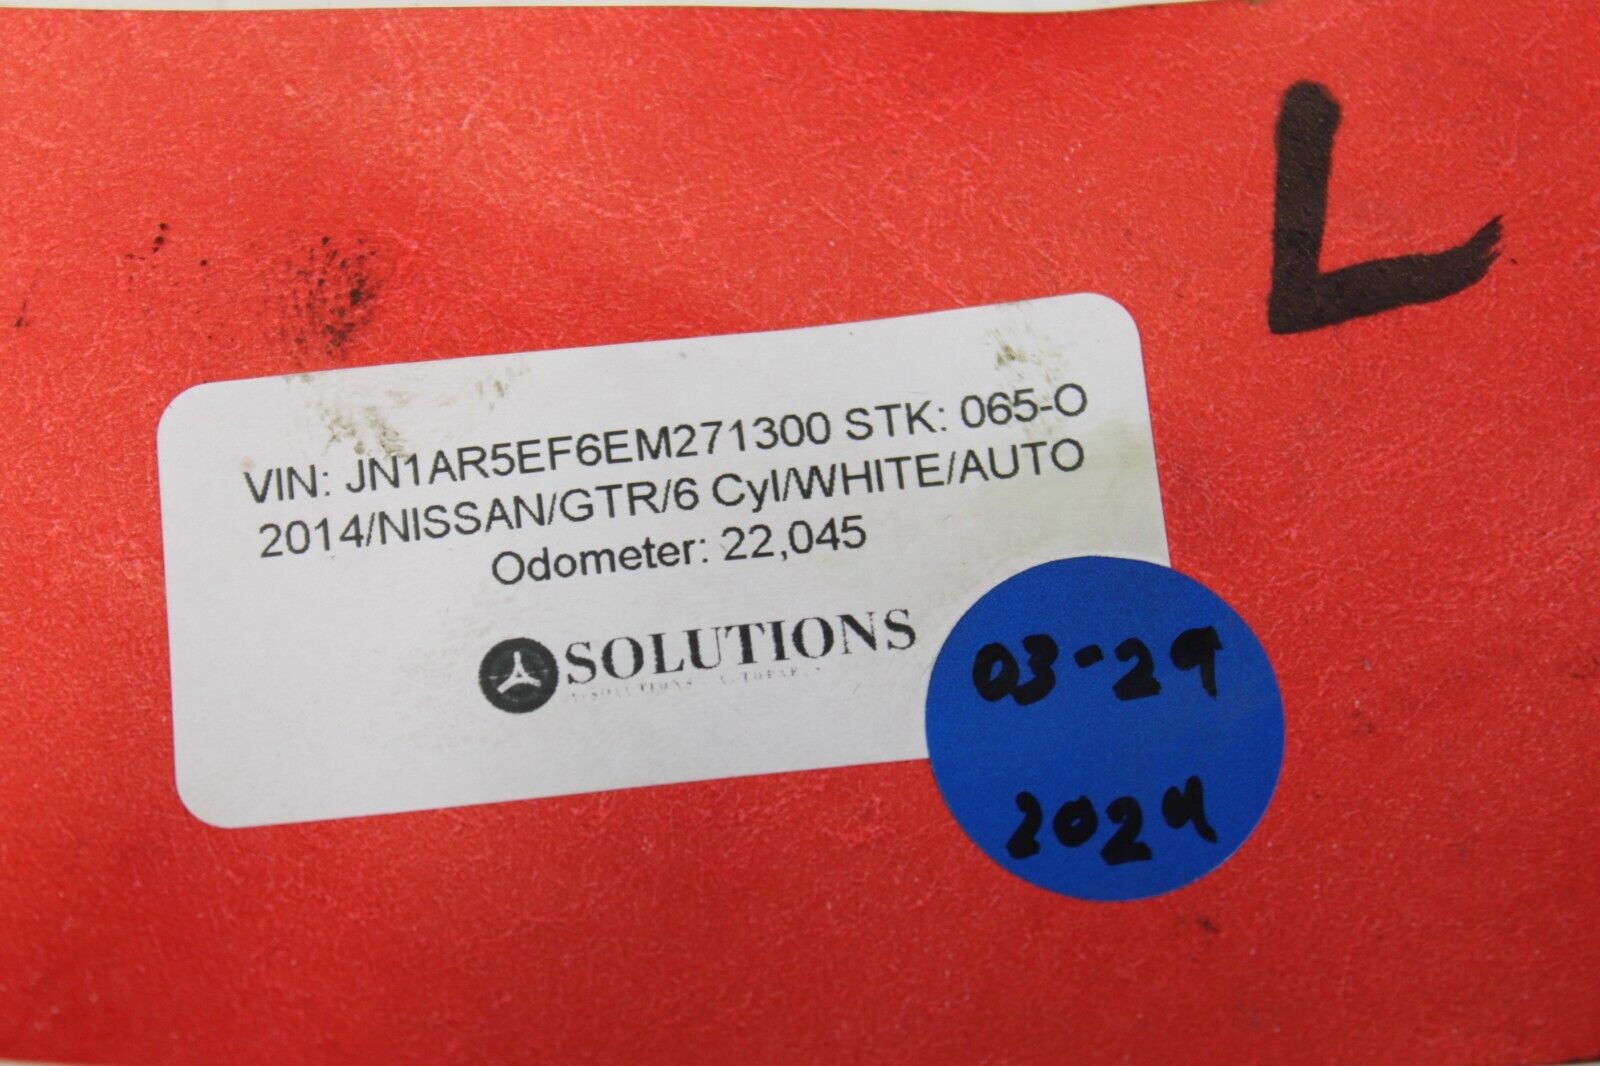 L
VIN: JN1AR5EF6EM271300 STK: 065-O
2014/NISSAN/GTR/6 Cyl/WHITE/AUTO
Odometer: 22,045
SOLUTIONS
03-29
2024